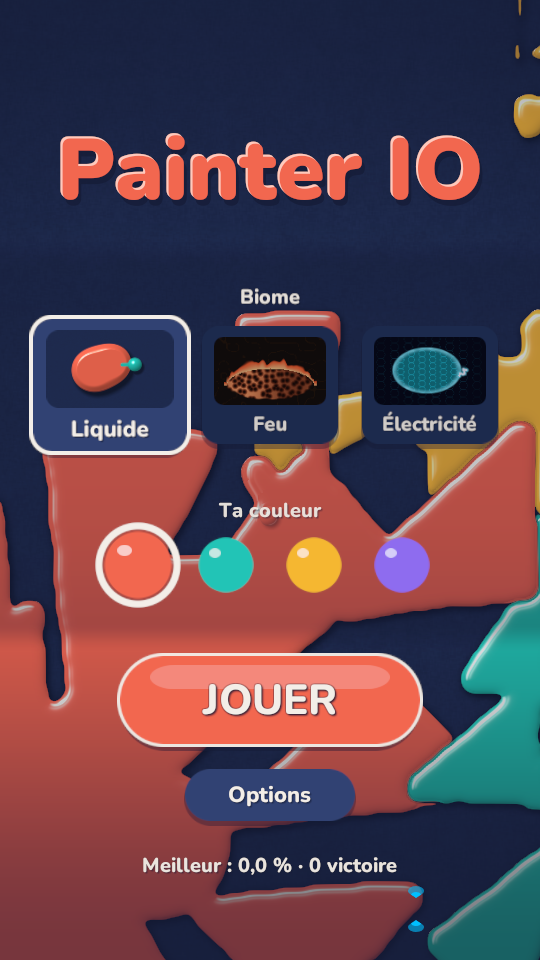 Painter IO
Biome
Liquide
Feu
Électricité
Ta couleur
JOUER
Options
Meilleur : 0,0 % · 0 victoire